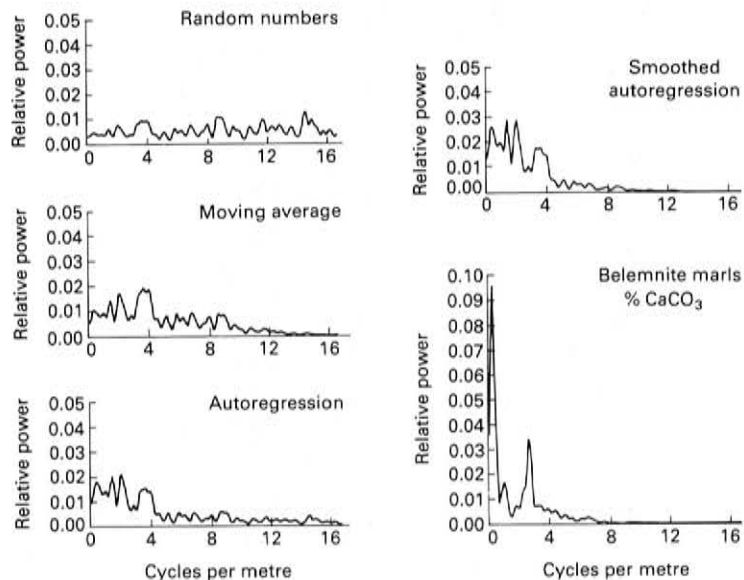 Random numbers
Relative power
0.05
0.04
0.03
0.02
0.01
0.00
0 4 8 12 16
Moving average
Relative power
0.05
0.04
0.03
0.02
0.01
0.00
0 4 8 12 16
Autoregression
Relative power
0.05
0.04
0.03
0.02
0.01
0.00
0 4 8 12 16
Cycles per metre
Smoothed
autoregression
Relative power
0.05
0.04
0.03
0.02
0.01
0.00
0 4 8 12 16
Belemnite marls
% CaCO₃
Relative power
0.10
0.09
0.08
0.07
0.06
0.05
0.04
0.03
0.02
0.01
0.00
0 4 8 12 16
Cycles per metre